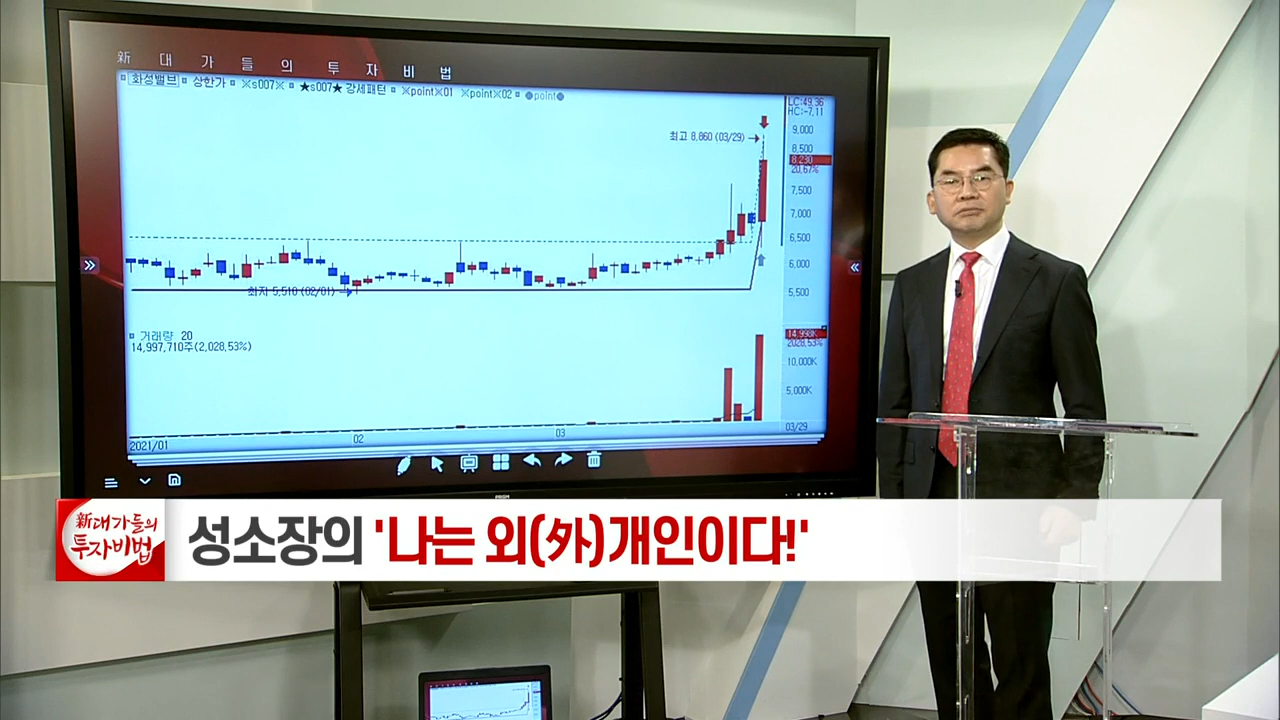 新 대 가 들 의 투 자 비 법
화성밸브 상한가 ※s007※ ★s007★ 강세패턴 ※point※01 ※point※02 ●point●
LC:49.36
HC:-7.11
최고 8,860 (03/29)
9,000
8,500
8,230
20.67%
7,500
7,000
6,500
6,000
5,500
최저 5,510 (02/01)
거래량 20
14,997,710주(2,028.53%)
14,998K
2028.53%
10,000K
5,000K
2021/01 02 03 03/29
PRISM
新대가들의
투자비법
성소장의 '나는 외(外)개인이다!'